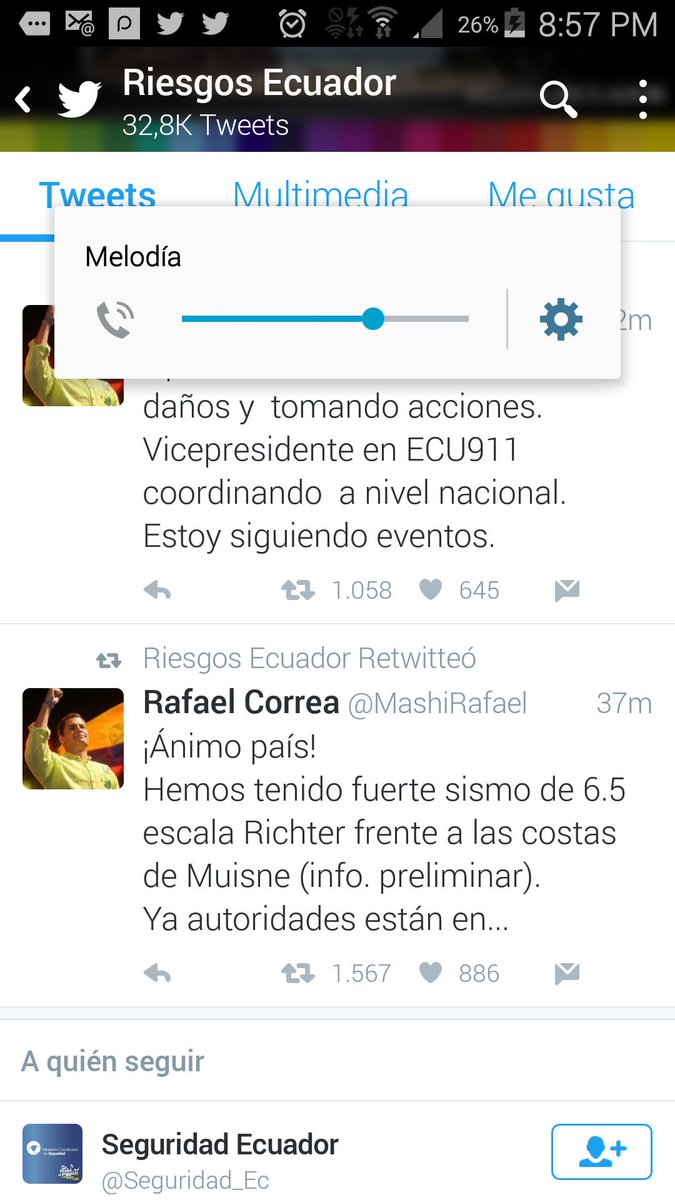 26% 8:57 PM
Riesgos Ecuador
32,8K Tweets
Tweets Multimedia Me gusta
Melodía
2m
daños y tomando acciones.
Vicepresidente en ECU911
coordinando a nivel nacional.
Estoy siguiendo eventos.
1.058 645
Riesgos Ecuador Retwitteó
Rafael Correa @MashiRafael 37m
¡Ánimo país!
Hemos tenido fuerte sismo de 6.5
escala Richter frente a las costas
de Muisne (info. preliminar).
Ya autoridades están en...
1.567 886
A quién seguir
Seguridad Ecuador
@Seguridad_Ec